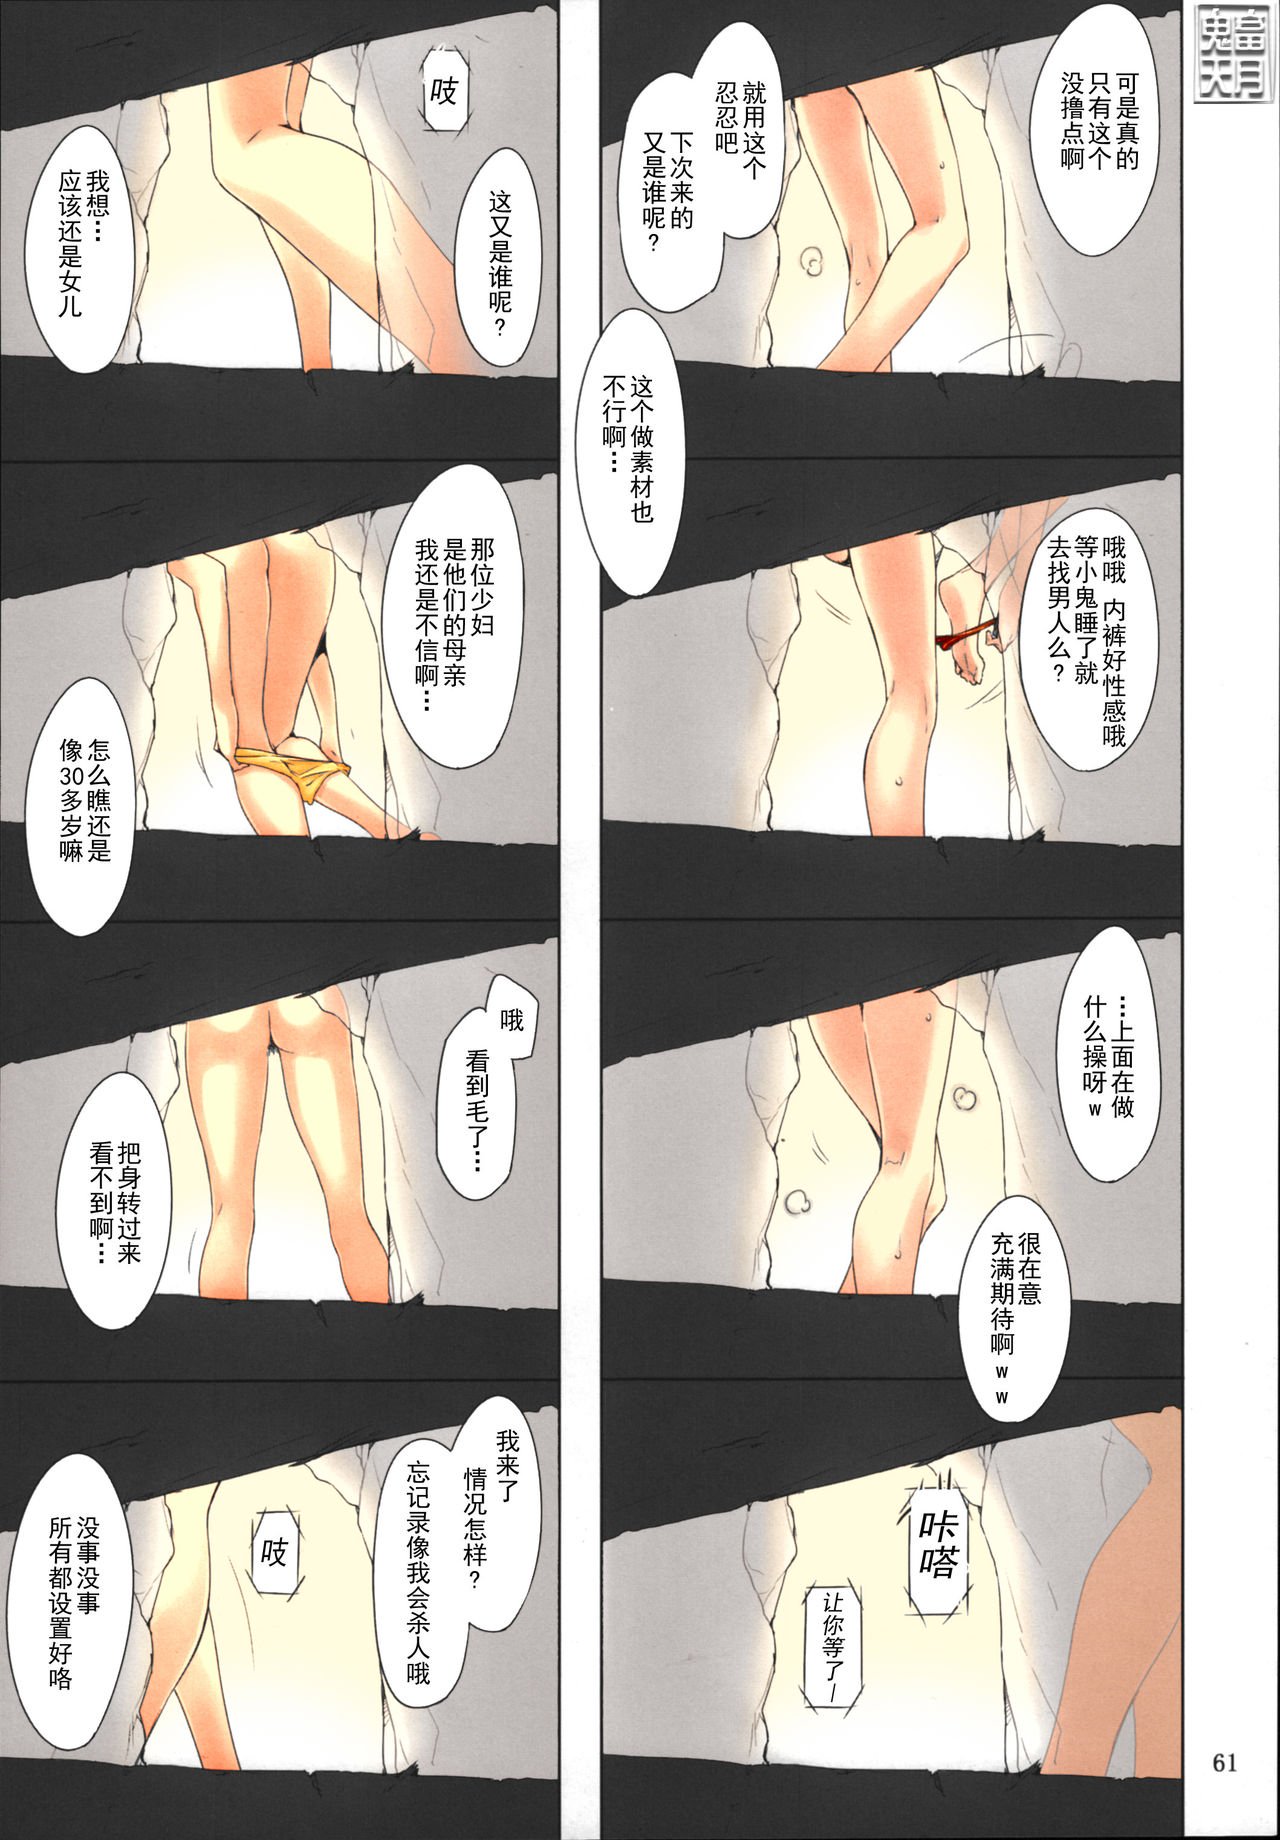 鬼畜
天月
可是真的
只有这个
没撸点啊
就用这个
忍忍吧
下次来的
又是谁呢？
这个做素材也
不行啊…
哦哦 内裤好性感哦
等小鬼睡了就
去找男人么？
…上面在做
什么操呀w
很在意
充满期待啊ww
咔嗒
让你等了—
吱
这又是谁呢？
我想…
应该还是女儿
那位少妇
是他们的母亲
我还是不信啊…
怎么瞧还是
像30多岁嘛
哦
看到毛了…
把身转过来
看不到啊…
我来了
情况怎样？
忘记录像我会杀人哦
吱
没事没事
所有都设置好咯
61